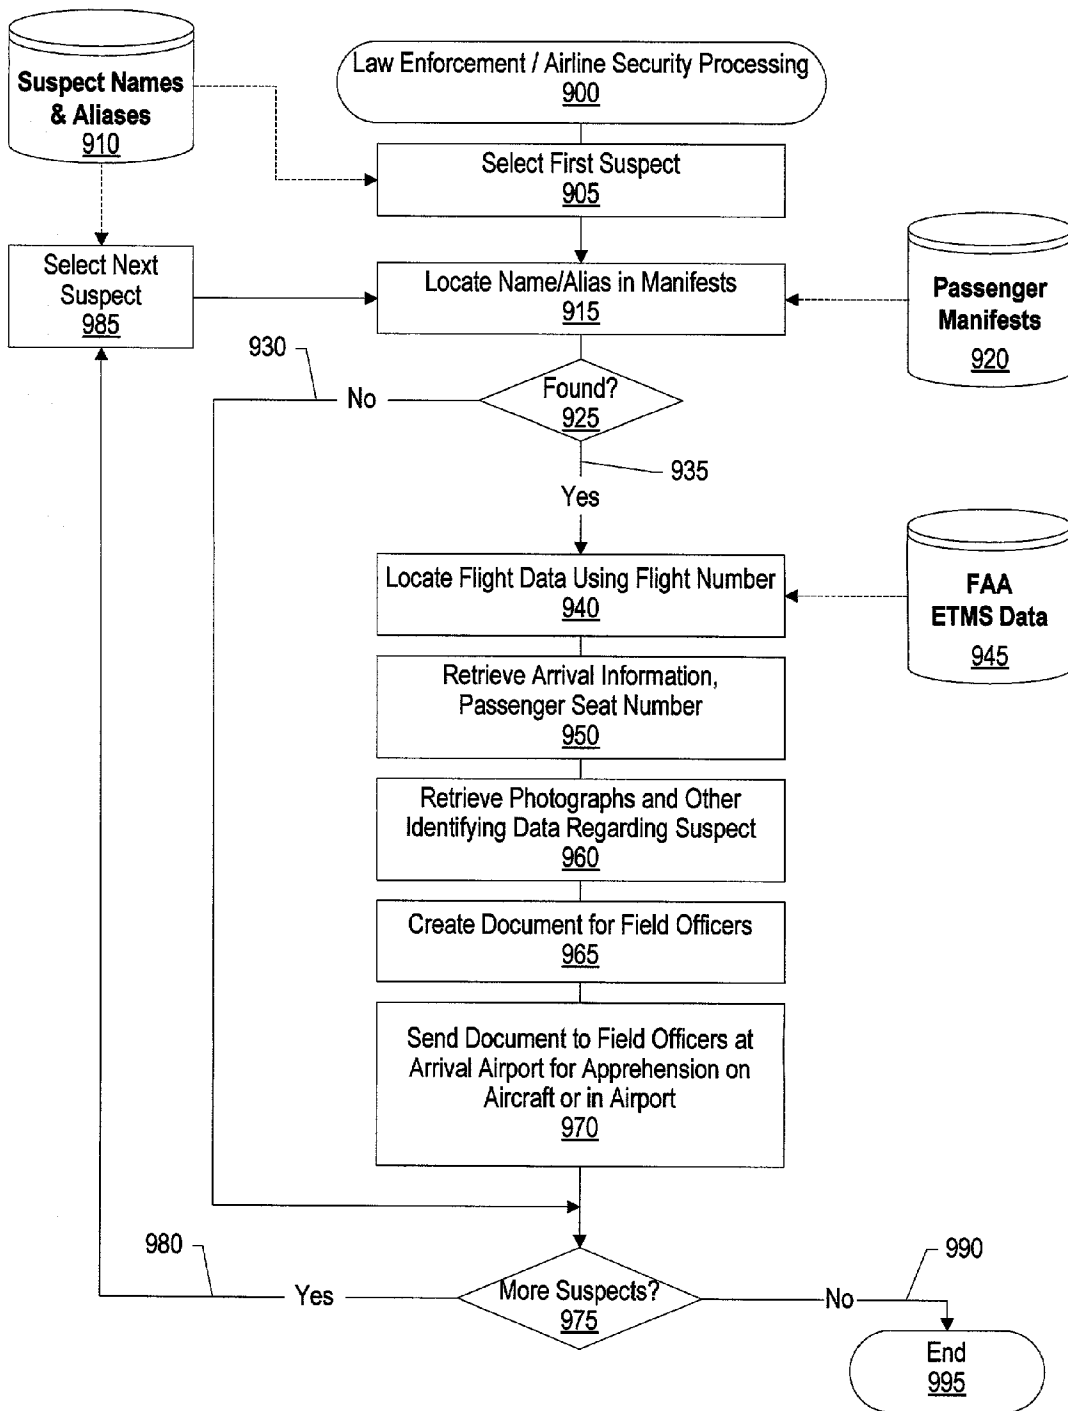 Suspect Names
& Aliases
910
Law Enforcement / Airline Security Processing
900
Select First Suspect
905
Select Next
Suspect
985
Locate Name/Alias in Manifests
915
Passenger
Manifests
920
930
No
Found?
925
935
Yes
Locate Flight Data Using Flight Number
940
FAA
ETMS Data
945
Retrieve Arrival Information,
Passenger Seat Number
950
Retrieve Photographs and Other
Identifying Data Regarding Suspect
960
Create Document for Field Officers
965
Send Document to Field Officers at
Arrival Airport for Apprehension on
Aircraft or in Airport
970
980
Yes
More Suspects?
975
990
No
End
995